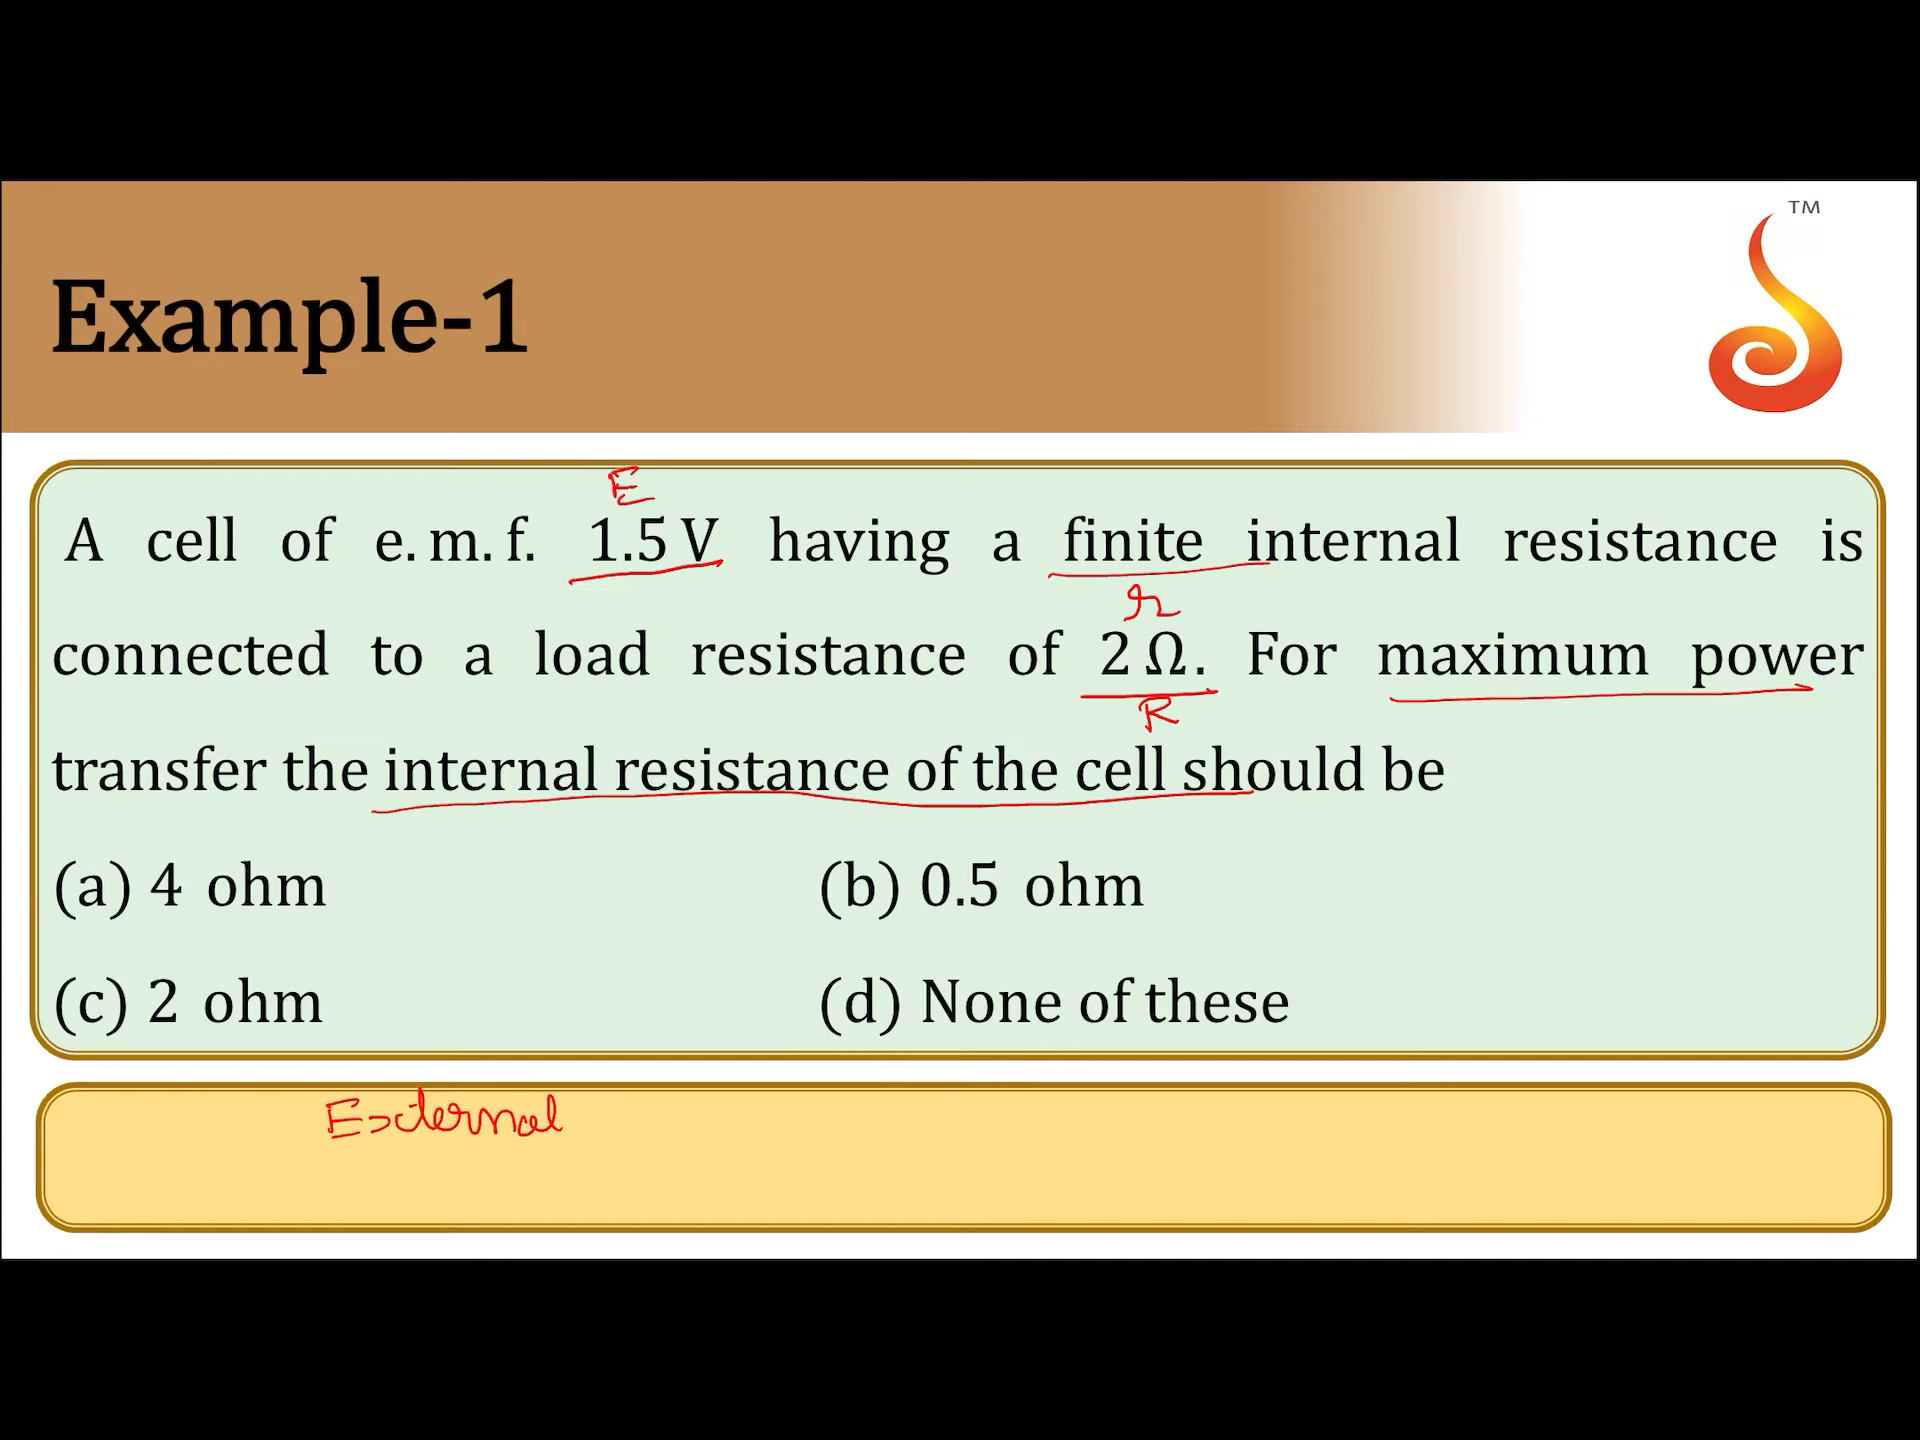 TM
Example-1
E
A cell of e. m. f. 1.5 V having a finite internal resistance is
r
connected to a load resistance of 2 Ω. For maximum power
R
transfer the internal resistance of the cell should be
(a) 4 ohm (b) 0.5 ohm
(c) 2 ohm (d) None of these
External